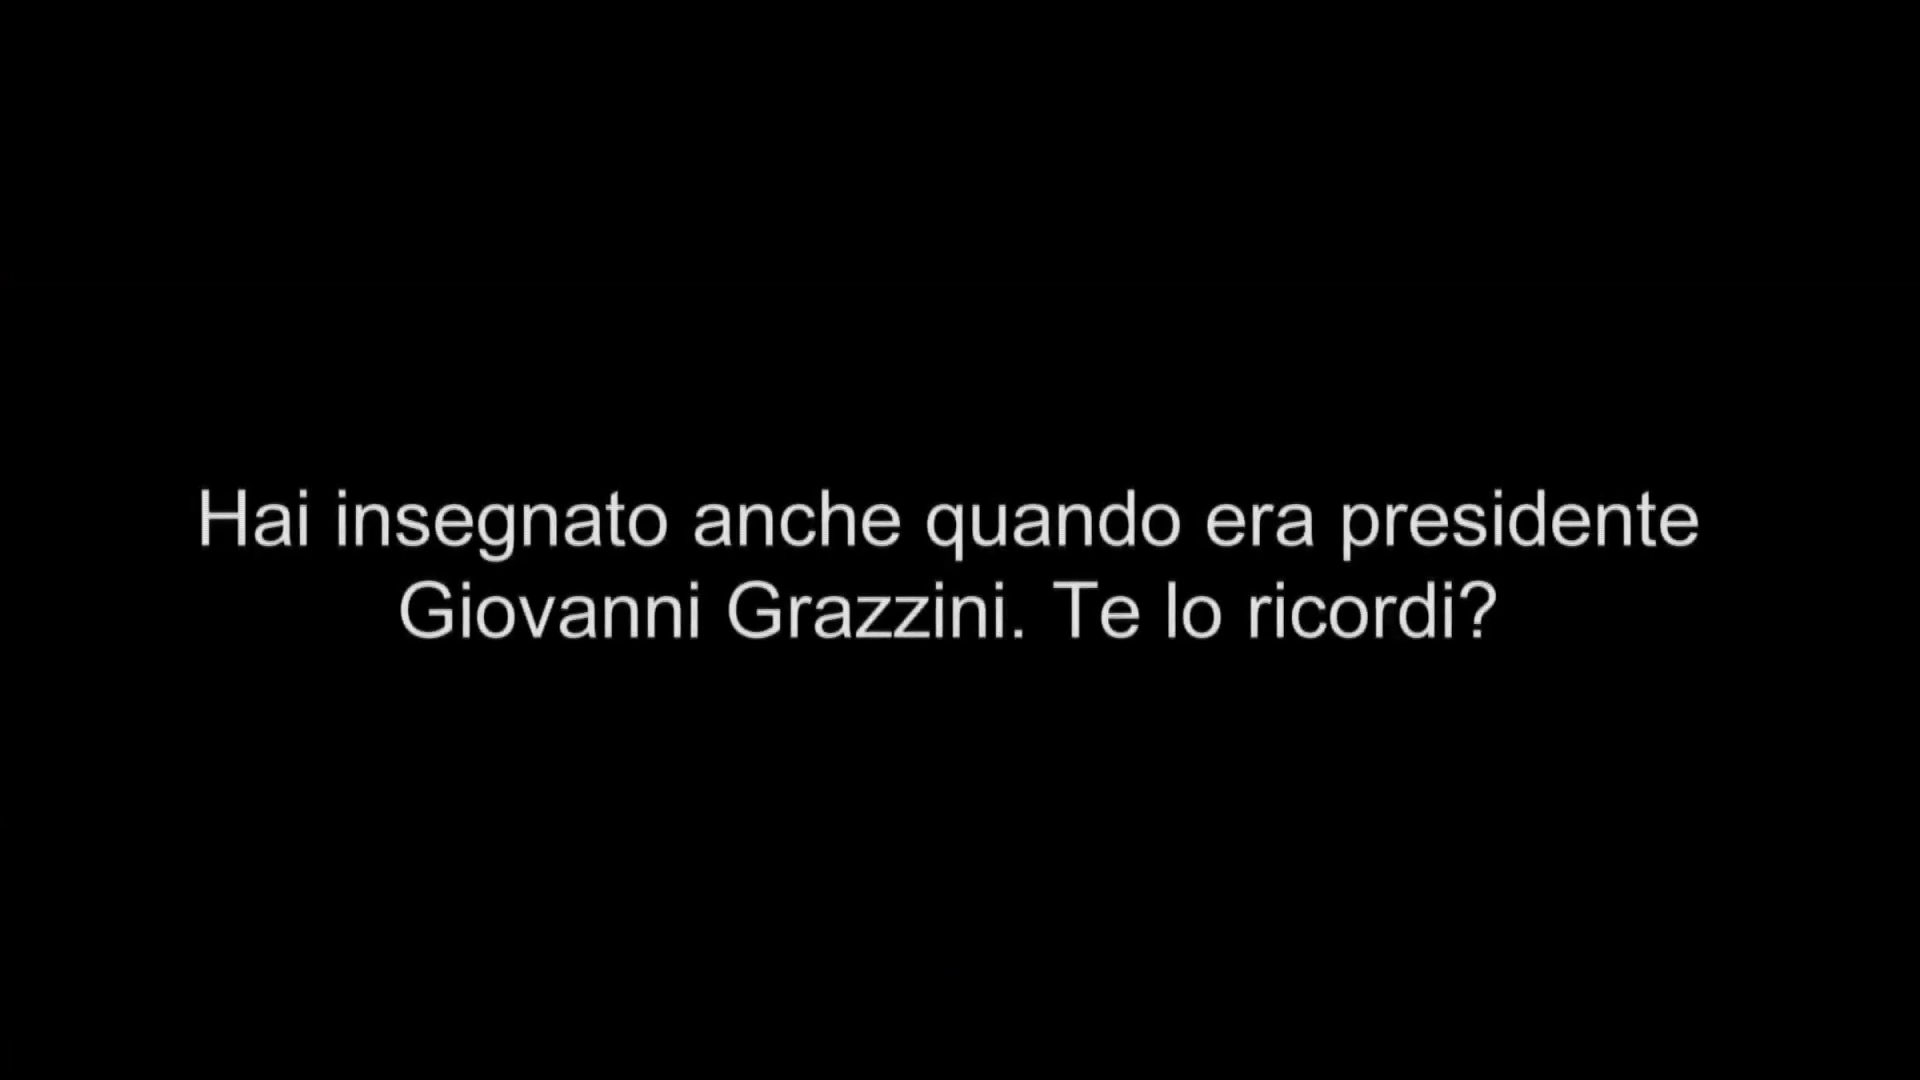 Hai insegnato anche quando era presidente
Giovanni Grazzini. Te lo ricordi?